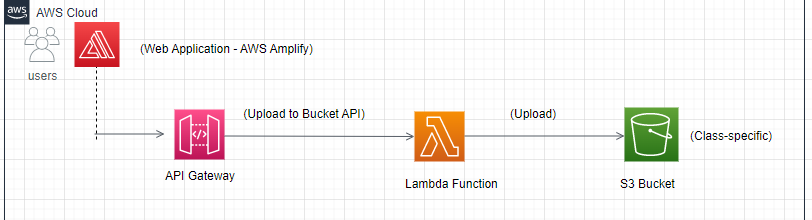 aws
AWS Cloud
(Web Application - AWS Amplify)
users
(Upload to Bucket API)
(Upload)
(Class-specific)
API Gateway
Lambda Function
S3 Bucket